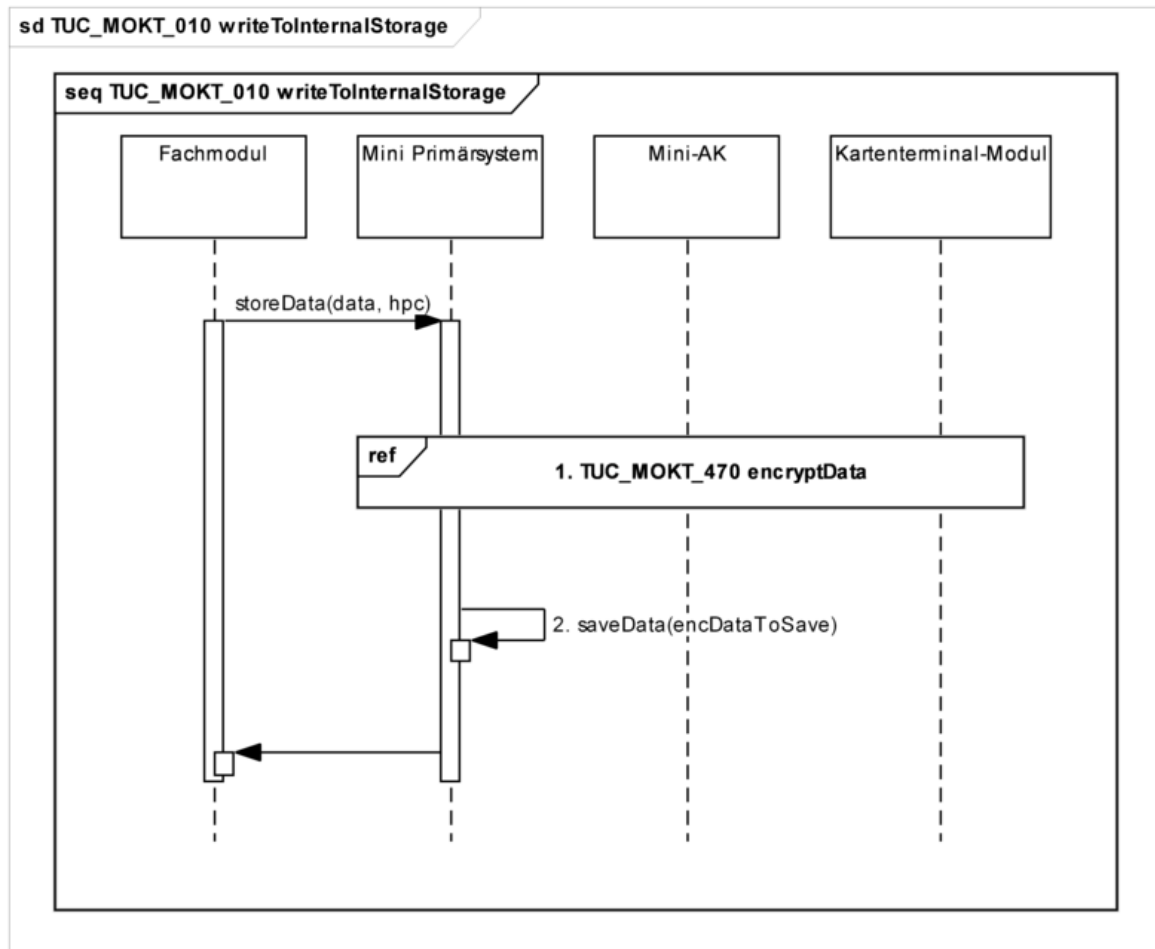 sd TUC_MOKT_010 writeToInternalStorage
seq TUC_MOKT_010 writeToInternalStorage
Fachmodul
Mini Primärsystem
Mini-AK
Kartenterminal-Modul
storeData(data, hpc)
ref
1. TUC_MOKT_470 encryptData
2. saveData(encDataToSave)